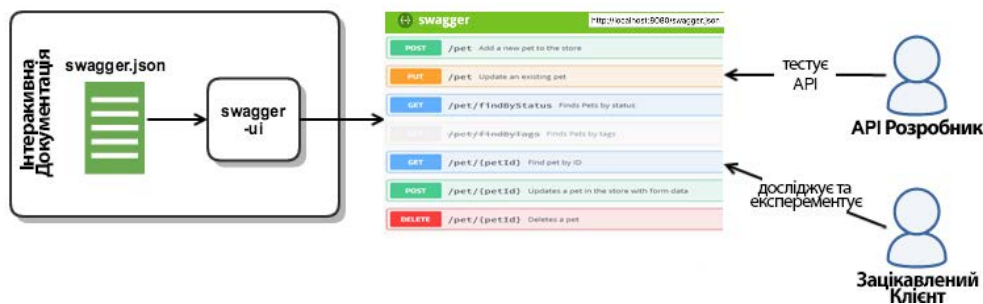 Інтеракивна
Документація
swagger.json
swagger
-ui
swagger
http://localhost:8080/swagger.json
POST /pet Add a new pet to the store
PUT /pet Update an existing pet
GET /pet/findByStatus Finds Pets by status
GET /pet/findByTags Finds Pets by tags
GET /pet/{petId} Find pet by ID
POST /pet/{petId} Updates a pet in the store with form data
DELETE /pet/{petId} Deletes a pet
тестує
API
API Розробник
досліджує та
експерементує
Зацікавлений
Клієнт